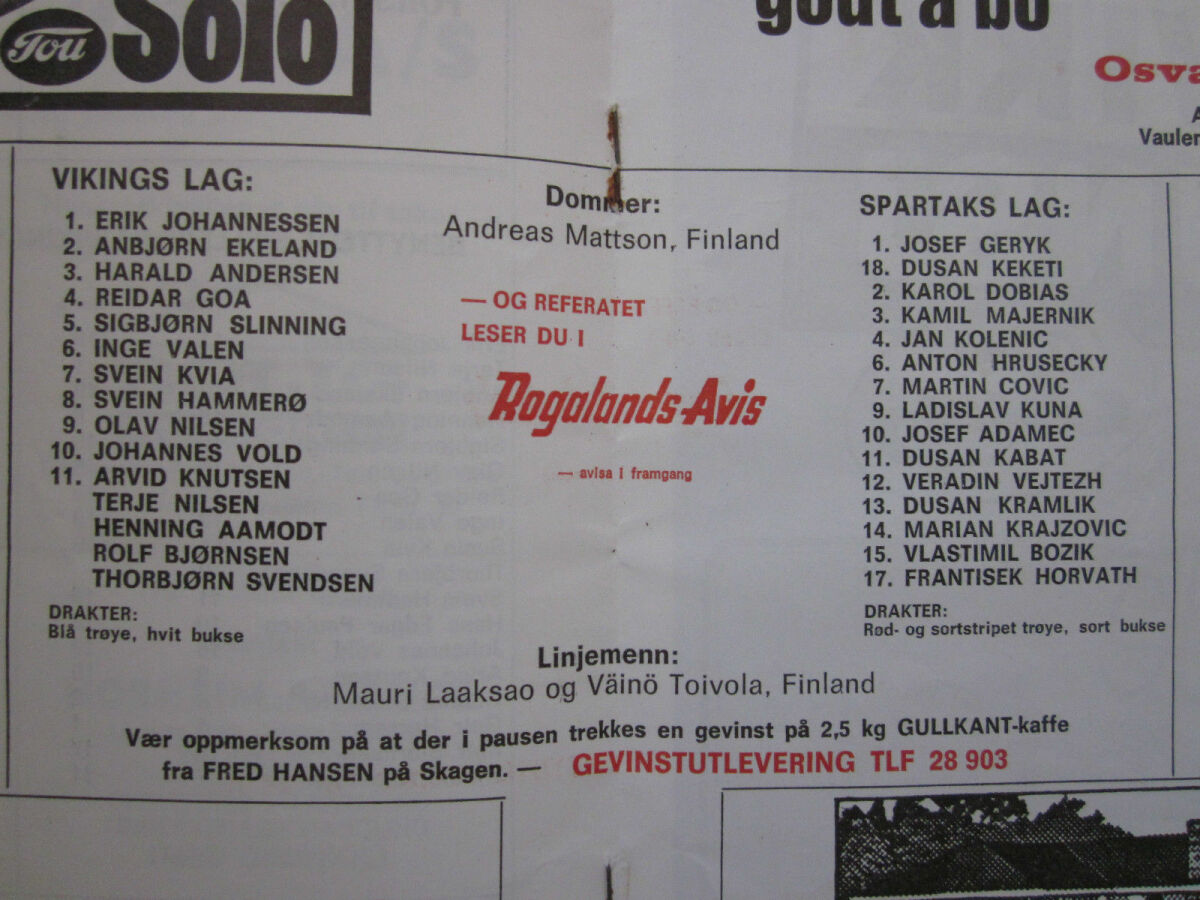 Tou Solo
godt å bo
VIKINGS LAG:
1. ERIK JOHANNESSEN
2. ANBJØRN EKELAND
3. HARALD ANDERSEN
4. REIDAR GOA
5. SIGBJØRN SLINNING
6. INGE VALEN
7. SVEIN KVIA
8. SVEIN HAMMERØ
9. OLAV NILSEN
10. JOHANNES VOLD
11. ARVID KNUTSEN
TERJE NILSEN
HENNING AAMODT
ROLF BJØRNSEN
THORBJØRN SVENDSEN
DRAKTER:
Blå trøye, hvit bukse
Dommer:
Andreas Mattson, Finland
— OG REFERATET
LESER DU I
Rogalands Avis
— avisa i framgang
SPARTAKS LAG:
1. JOSEF GERYK
18. DUSAN KEKETI
2. KAROL DOBIAS
3. KAMIL MAJERNIK
4. JAN KOLENIC
6. ANTON HRUSECKY
7. MARTIN COVIC
9. LADISLAV KUNA
10. JOSEF ADAMEC
11. DUSAN KABAT
12. VERADIN VEJTEZH
13. DUSAN KRAMLIK
14. MARIAN KRAJZOVIC
15. VLASTIMIL BOZIK
17. FRANTISEK HORVATH
DRAKTER:
Rød- og sortstripet trøye, sort bukse
Linjemenn:
Mauri Laaksao og Väinö Toivola, Finland
Vær oppmerksom på at der i pausen trekkes en gevinst på 2,5 kg GULLKANT-kaffe
fra FRED HANSEN på Skagen. — GEVINSTUTLEVERING TLF 28 903